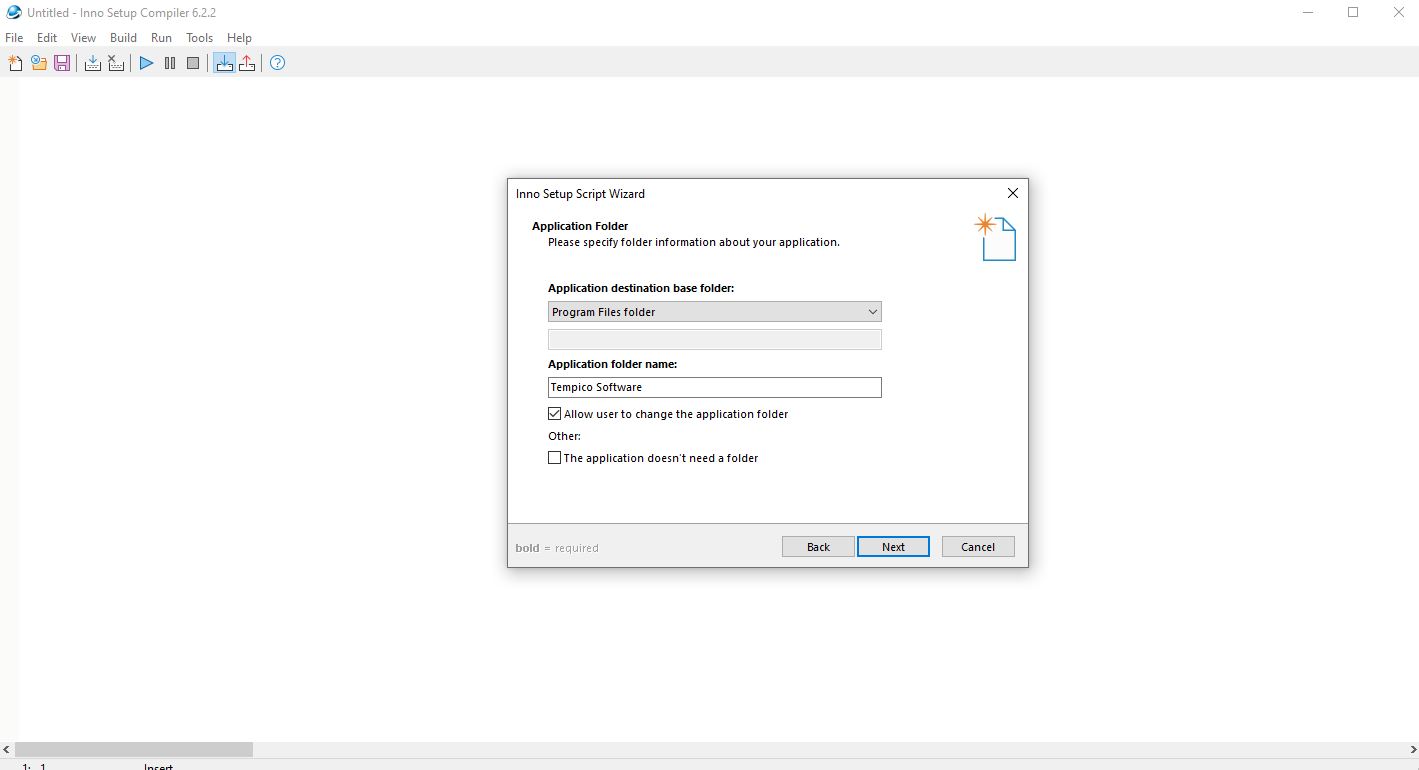 Untitled - Inno Setup Compiler 6.2.2
File Edit View Build Run Tools Help
Inno Setup Script Wizard
Application Folder
Please specify folder information about your application.
Application destination base folder:
Program Files folder
Application folder name:
Tempico Software
Allow user to change the application folder
Other:
The application doesn't need a folder
bold = required
Back Next Cancel
1: 1 Insert